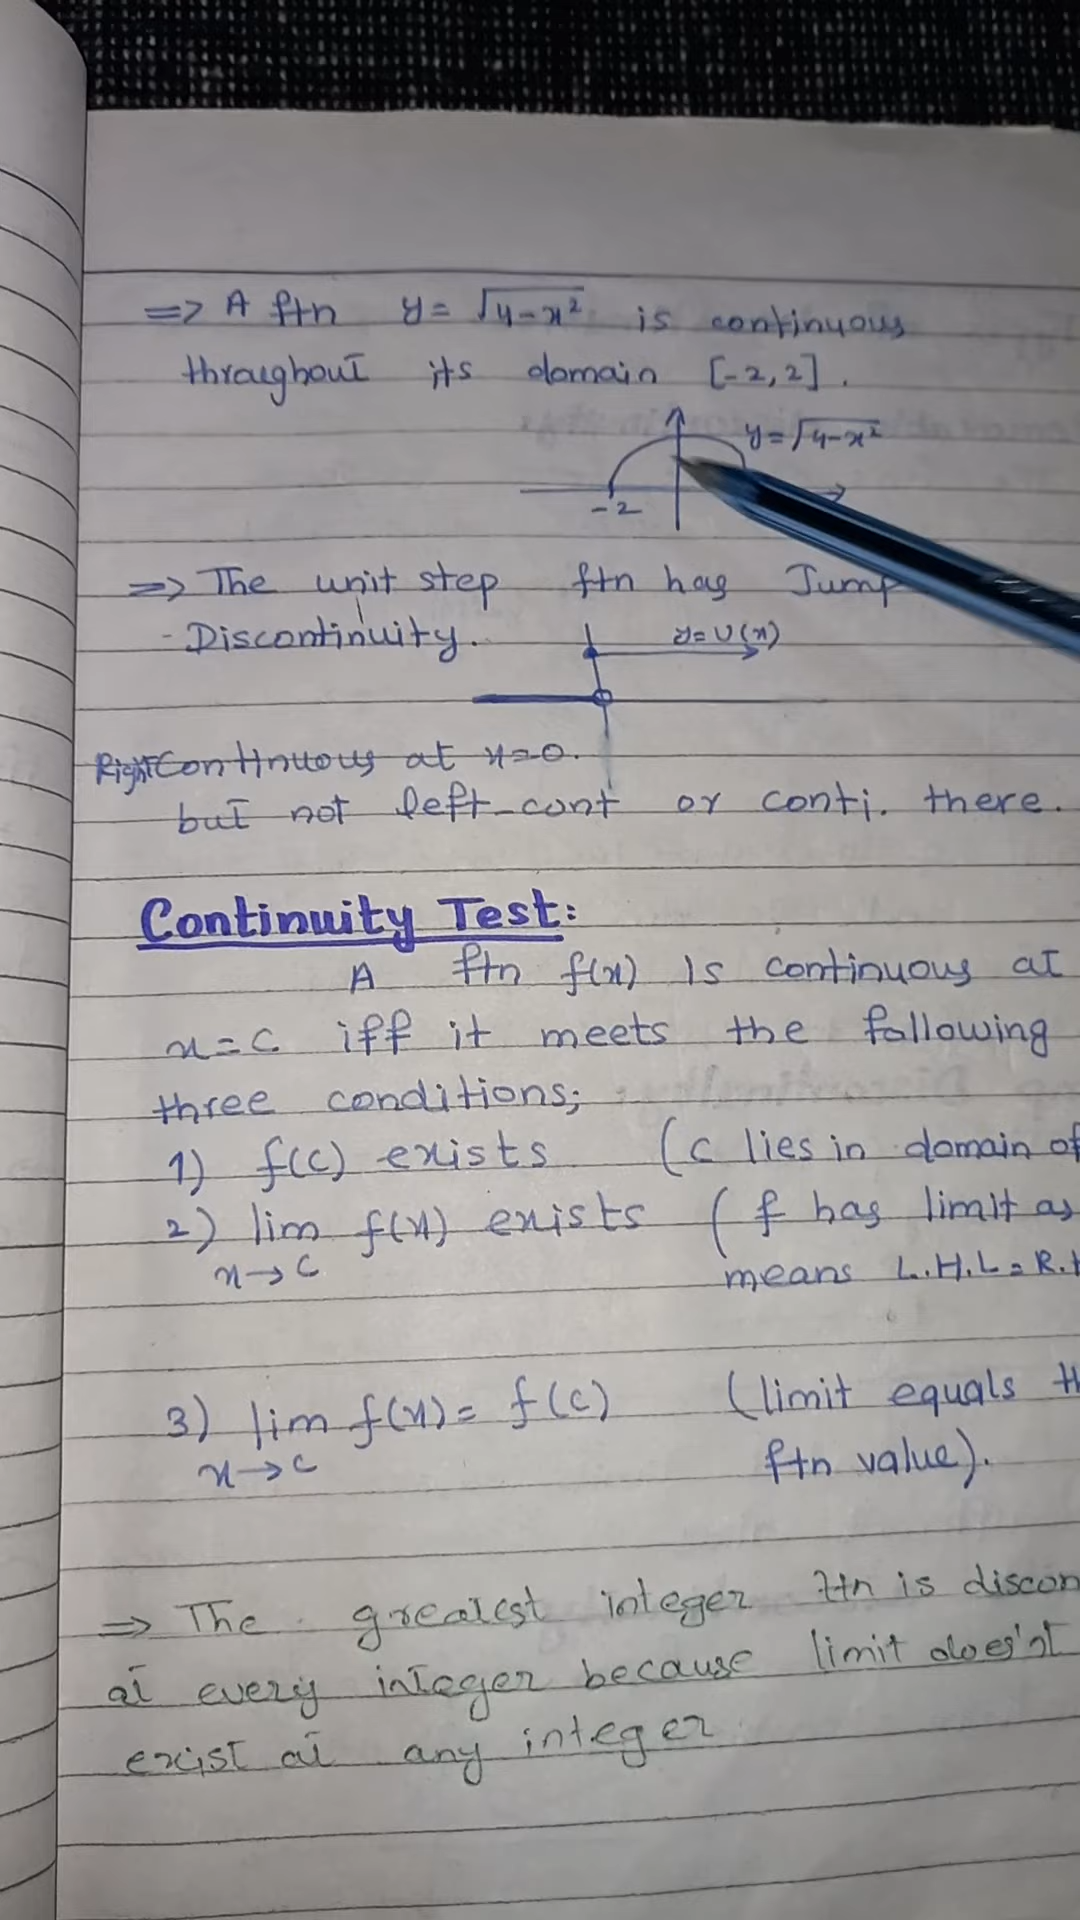 => A ftn y = √4-x² is continuous
throughout its domain [-2, 2].
y = √4-x²
-2
=> The unit step ftn has Jump
- Discontinuity.
y = U(x)
Right Continuous at x=0.
but not left-cont or conti. there.
Continuity Test:
A ftn f(x) is continuous at
x = c iff it meets the following
three conditions;
1) f(c) exists (c lies in domain of
2) lim f(x) exists ( f has limit as
x→c means L.H.L = R.H
3) lim f(x) = f(c) (limit equals th
x→c ftn value).
=> The greatest integer ftn is discon
at every integer because limit does'nt
exist at any integer